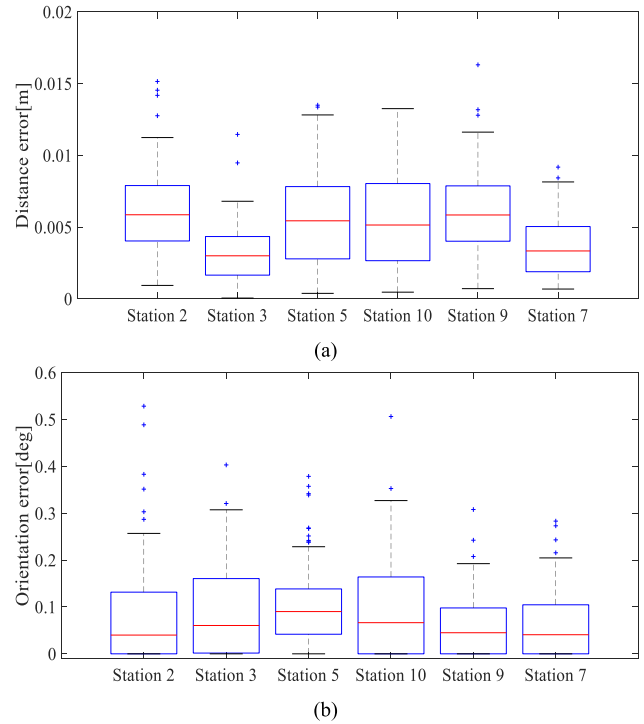 0.02
0.015
0.01
0.005
0
Distance error[m]
Station 2 Station 3 Station 5 Station 10 Station 9 Station 7
(a)
0.6
0.5
0.4
0.3
0.2
0.1
0
Orientation error[deg]
Station 2 Station 3 Station 5 Station 10 Station 9 Station 7
(b)